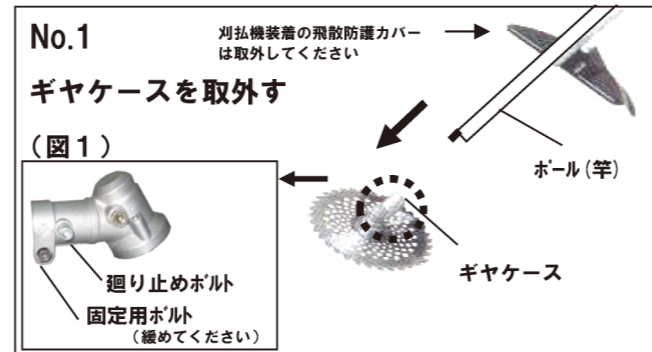 No.1
刈払機装着の飛散防護カバー
は取外してください
ギヤケースを取外す
(図1)
ポール(竿)
ギヤケース
廻り止めボルト
固定用ボルト
(緩めてください)